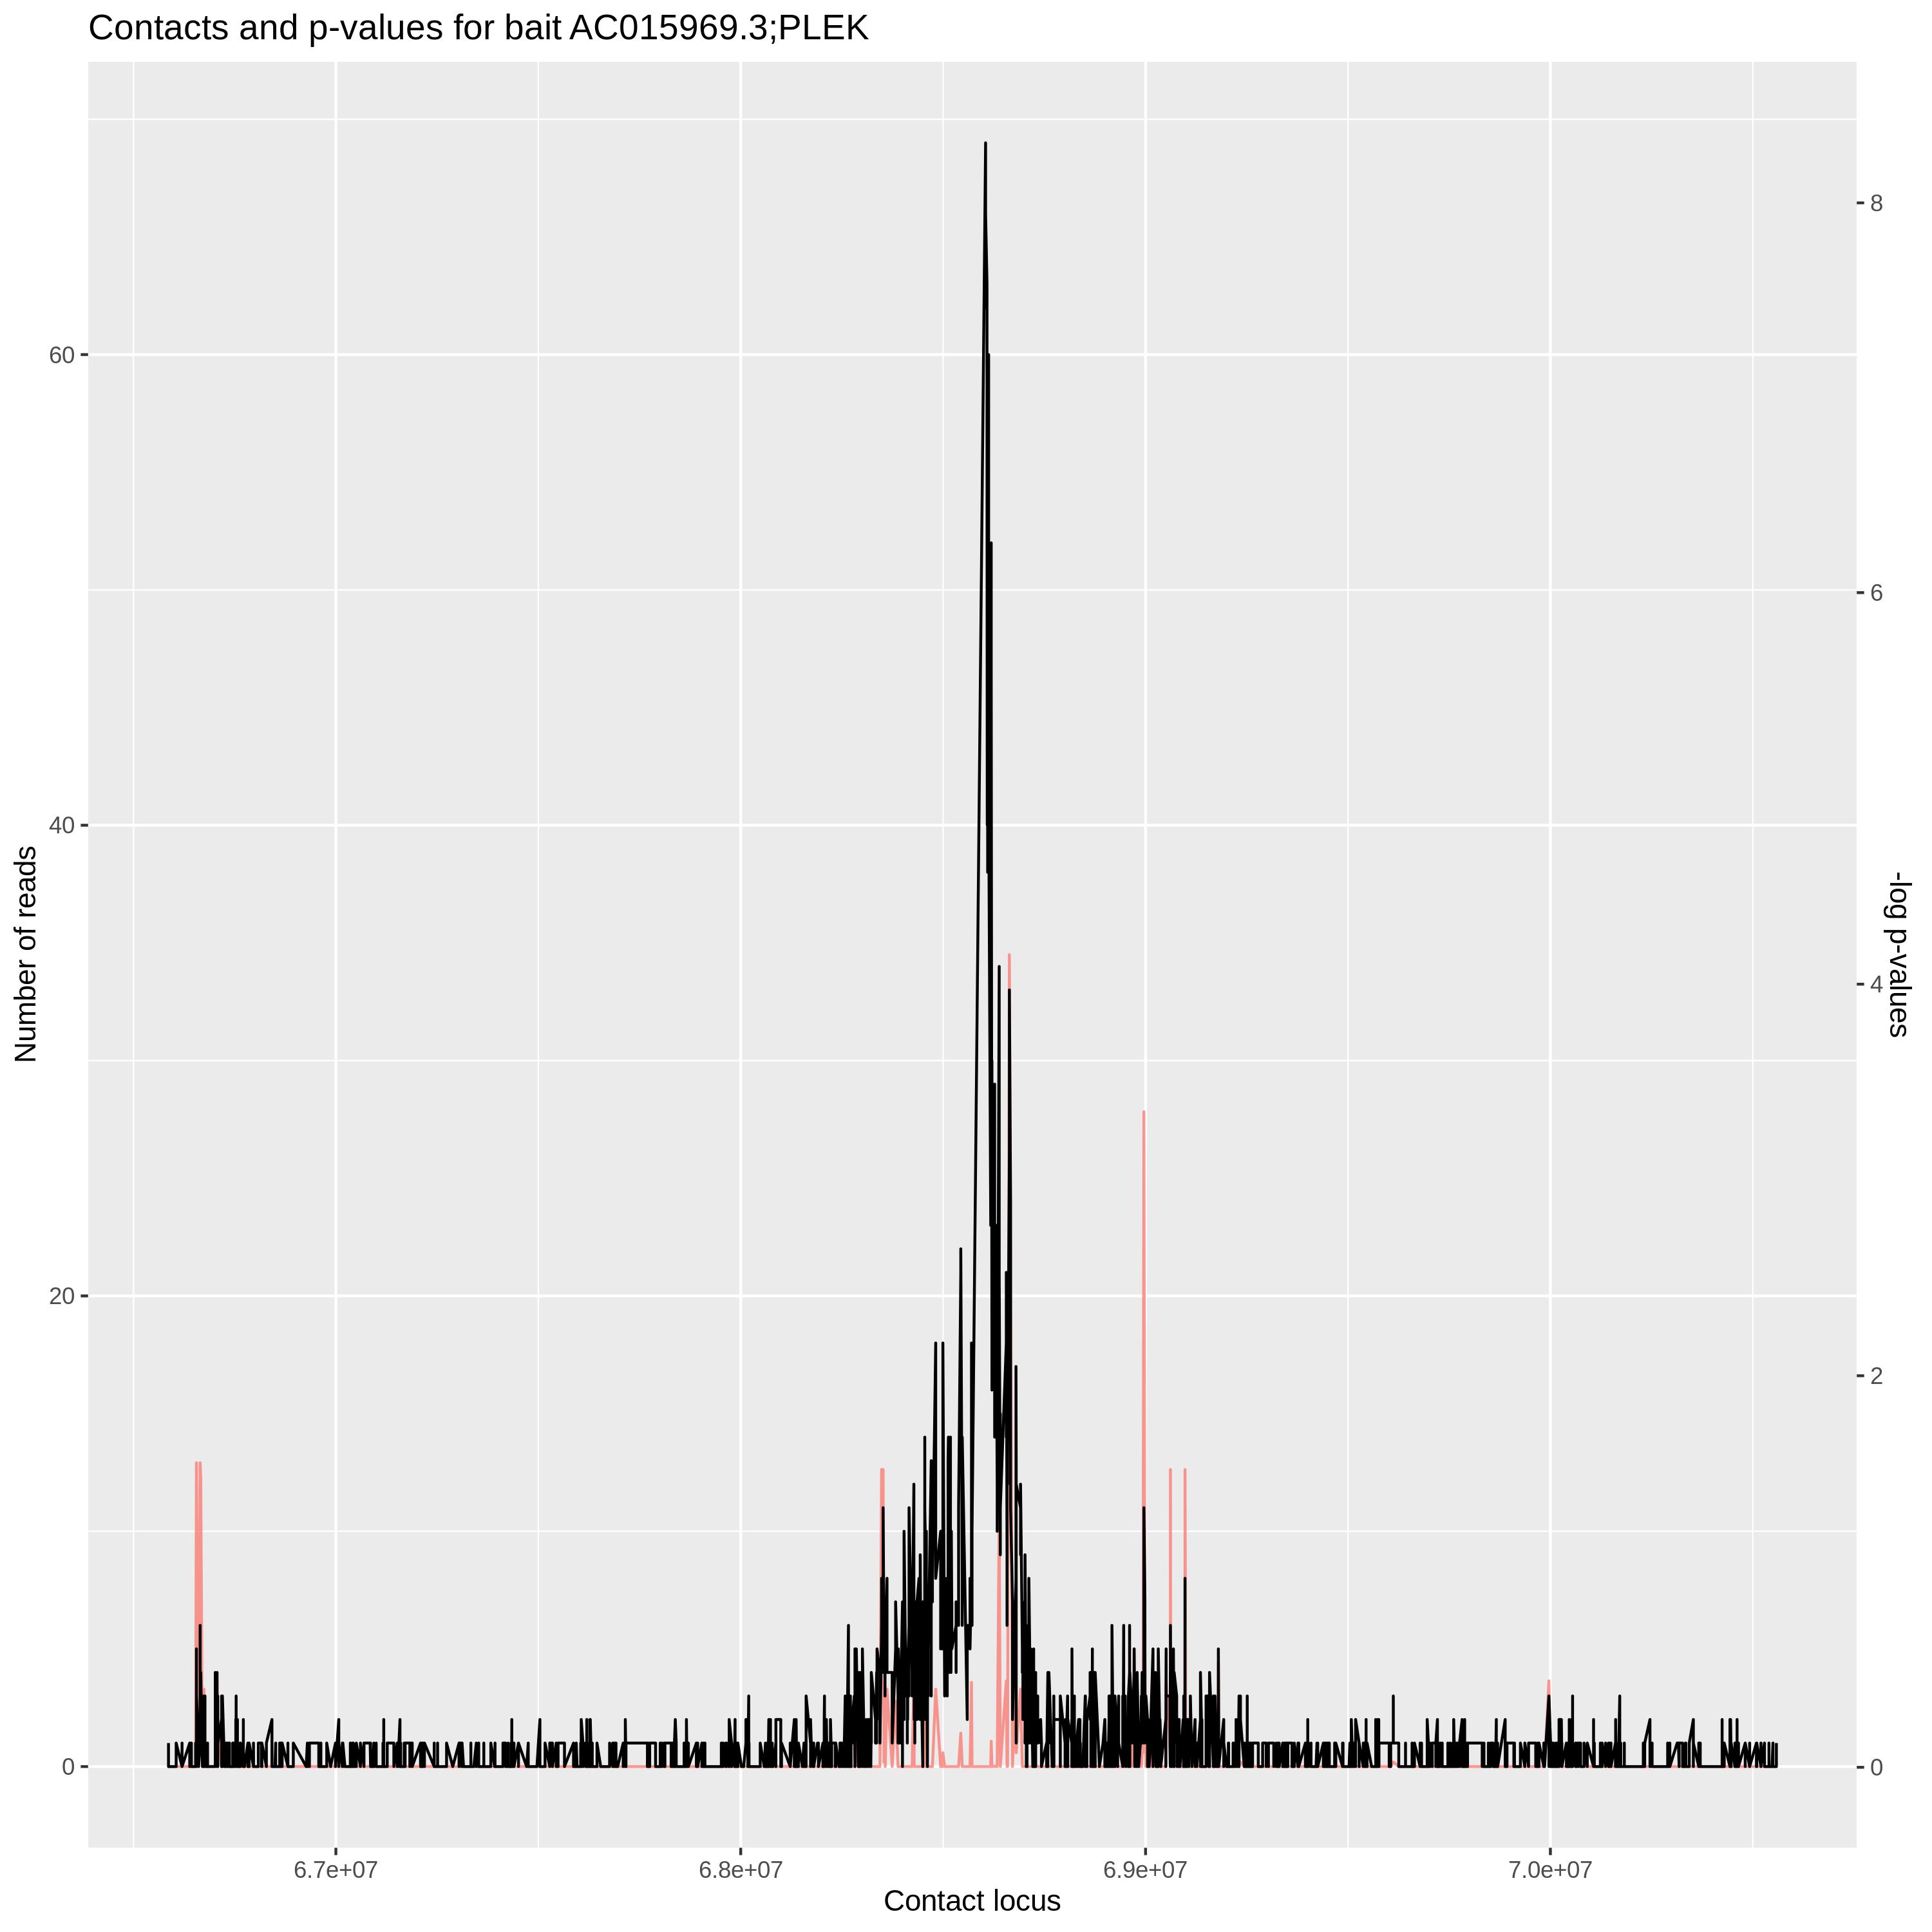 Contacts and p-values for bait AC015969.3;PLEK
60
40
20
0
Number of reads
8
6
4
2
0
-log p-values
6.7e+07
6.8e+07
6.9e+07
7.0e+07
Contact locus